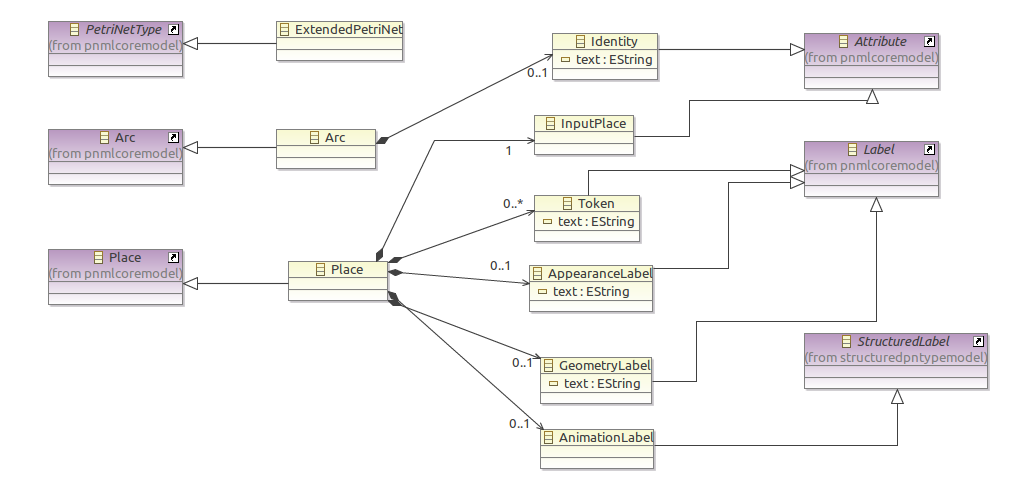 PetriNetType
(from pnmlcoremodel)
ExtendedPetriNet
Identity
text : EString
Attribute
(from pnmlcoremodel)
0..1
InputPlace
1
Arc
(from pnmlcoremodel)
Arc
Label
(from pnmlcoremodel)
0..*
Token
text : EString
Place
(from pnmlcoremodel)
Place
0..1
AppearanceLabel
text : EString
0..1
GeometryLabel
text : EString
StructuredLabel
(from structuredpntypemodel)
0..1
AnimationLabel